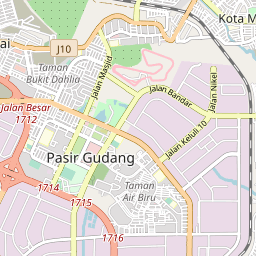 Kota M
ai
J10
Taman
Bukit Dahlia
Jalan Masjid
Jalan Bandar
Jalan Nikel
Jalan Besar
1712
Jalan Keluli 10
Pasir Gudang
1714
Taman
Air Biru
1715
1716